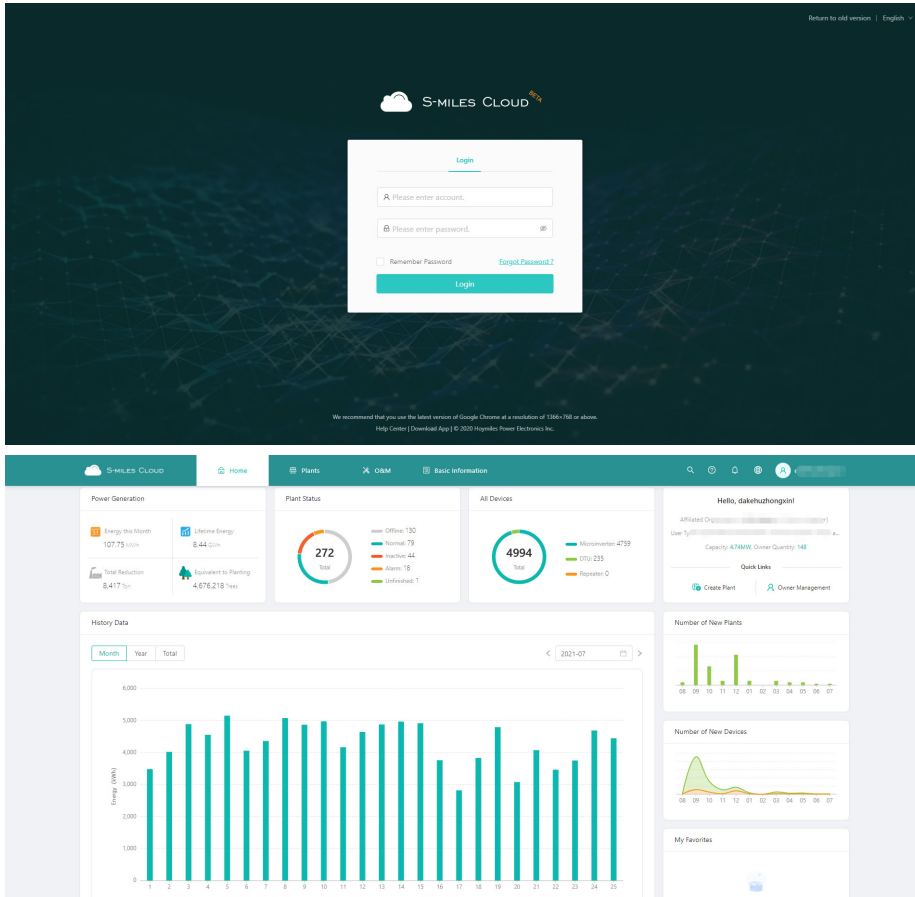 Return to old version | English
S-MILES CLOUD BETA
Login
Please enter account.
Please enter password.
Remember Password Forgot Password ?
Login
We recommend that you use the latest version of Google Chrome at a resolution of 1366×768 or above.
Help Center | Download App | © 2020 Hoymiles Power Electronics Inc.
S-MILES CLOUD Home Plants O&M Basic Information
Power Generation
Energy this Month
107.75 MWh
Lifetime Energy
8.44 GWh
Total Reduction
8,417 Ton
Equivalent to Planting
4,676,218 Trees
Plant Status
272
Total
Offline: 130
Normal: 79
Inactive: 44
Alarm: 18
Unfinished: 1
All Devices
4994
Total
Microinverter: 4759
DTU: 235
Repeater: 0
Hello, dakehuzhongxin!
Affiliated Org
User Ty
Capacity: 4.74MW, Owner Quantity: 148
Quick Links
Create Plant Owner Management
History Data
Month Year Total
< 2021-07 >
Energy (kWh)
6,000
5,000
4,000
3,000
2,000
1,000
0
1 2 3 4 5 6 7 8 9 10 11 12 13 14 15 16 17 18 19 20 21 22 23 24 25
Number of New Plants
08 09 10 11 12 01 02 03 04 05 06 07
Number of New Devices
08 09 10 11 12 01 02 03 04 05 06 07
My Favorites